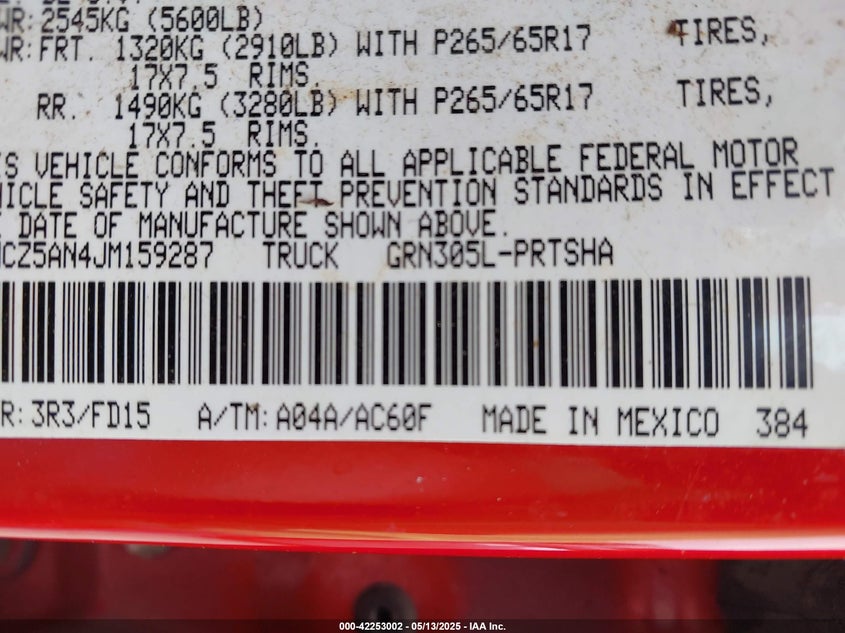 WR: 2545KG (5600LB)
WR: FRT. 1320KG (2910LB) WITH P265/65R17 TIRES,
17X7.5 RIMS.
RR. 1490KG (3280LB) WITH P265/65R17 TIRES,
17X7.5 RIMS.
IS VEHICLE CONFORMS TO ALL APPLICABLE FEDERAL MOTOR
HICLE SAFETY AND THEFT PREVENTION STANDARDS IN EFFECT
E DATE OF MANUFACTURE SHOWN ABOVE.
CZ5AN4JM159287 TRUCK GRN305L-PRTSHA
R: 3R3/FD15 A/TM: A04A/AC60F MADE IN MEXICO 384
000-42253002 - 05/13/2025 - IAA Inc.